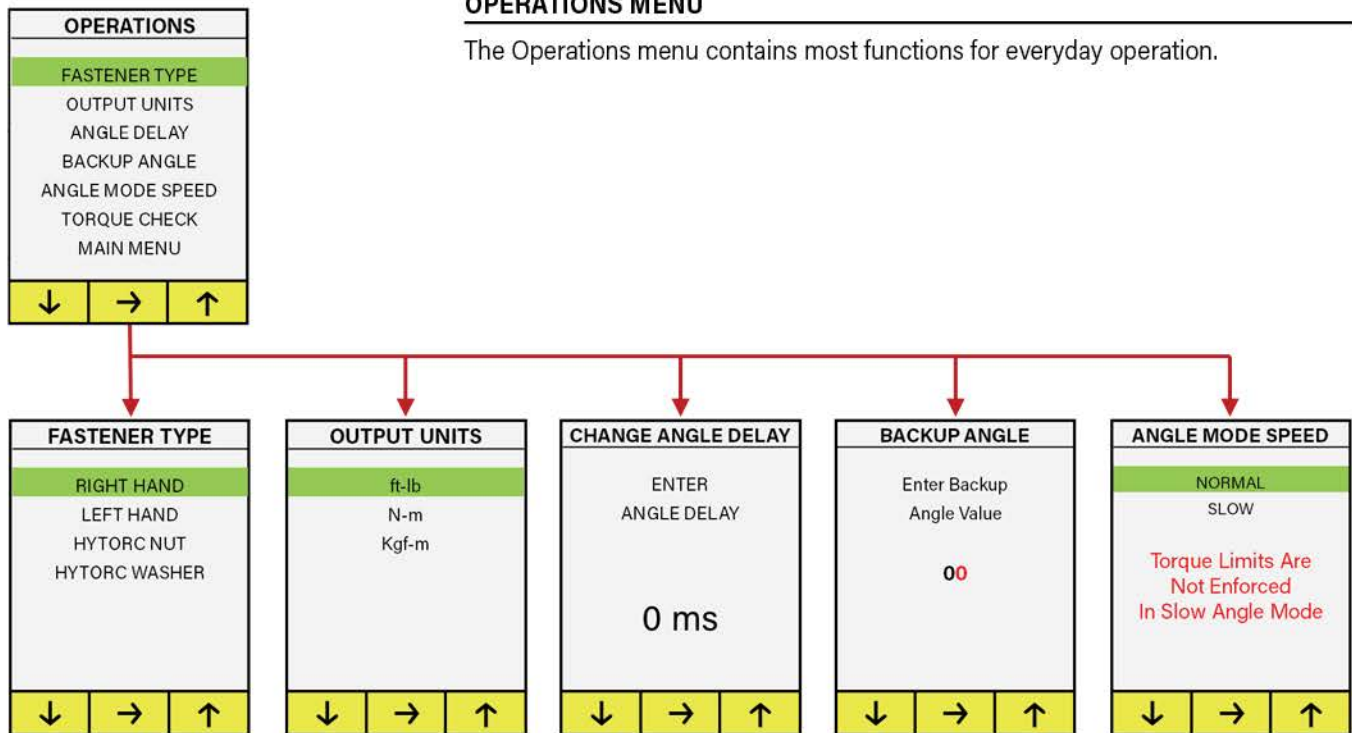 OPERATIONS MENU
The Operations menu contains most functions for everyday operation.
OPERATIONS
FASTENER TYPE
OUTPUT UNITS
ANGLE DELAY
BACKUP ANGLE
ANGLE MODE SPEED
TORQUE CHECK
MAIN MENU
↓ → ↑
FASTENER TYPE
RIGHT HAND
LEFT HAND
HYTORC NUT
HYTORC WASHER
↓ → ↑
OUTPUT UNITS
ft-lb
N-m
Kgf-m
↓ → ↑
CHANGE ANGLE DELAY
ENTER
ANGLE DELAY
0 ms
↓ → ↑
BACKUP ANGLE
Enter Backup
Angle Value
00
↓ → ↑
ANGLE MODE SPEED
NORMAL
SLOW
Torque Limits Are
Not Enforced
In Slow Angle Mode
↓ → ↑